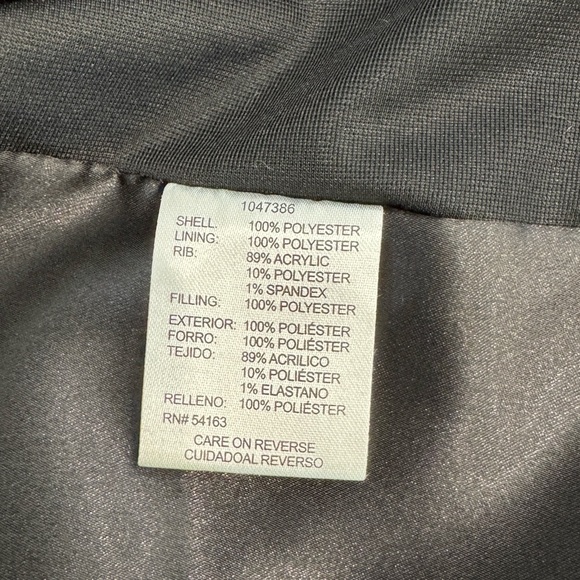 1047386
SHELL: 100% POLYESTER
LINING: 100% POLYESTER
RIB: 89% ACRYLIC
10% POLYESTER
1% SPANDEX
FILLING: 100% POLYESTER
EXTERIOR: 100% POLIÉSTER
FORRO: 100% POLIÉSTER
TEJIDO: 89% ACRILICO
10% POLIÉSTER
1% ELASTANO
RELLENO: 100% POLIÉSTER
RN# 54163
CARE ON REVERSE
CUIDADOAL REVERSO